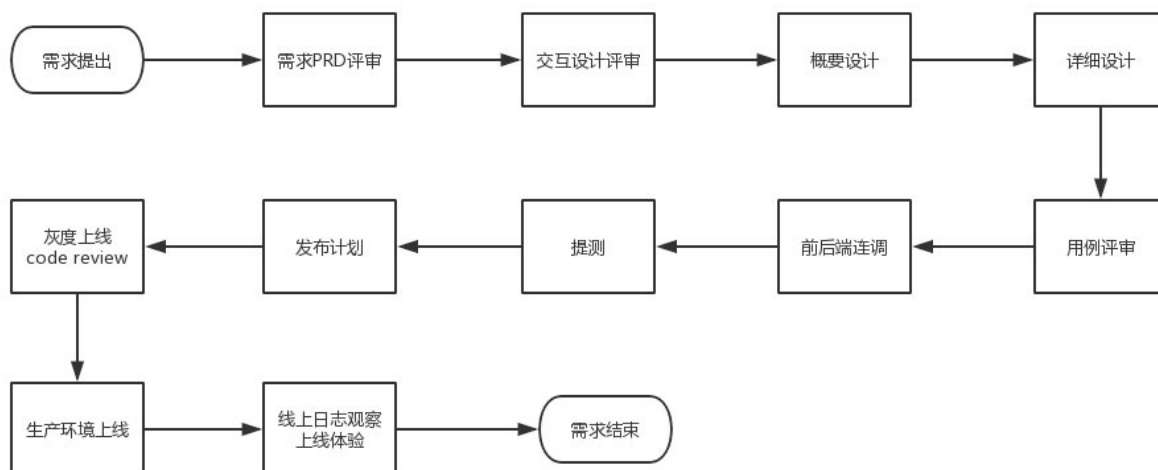 需求提出
需求PRD评审
交互设计评审
概要设计
详细设计
用例评审
前后端连调
提测
发布计划
灰度上线
code review
生产环境上线
线上日志观察
上线体验
需求结束